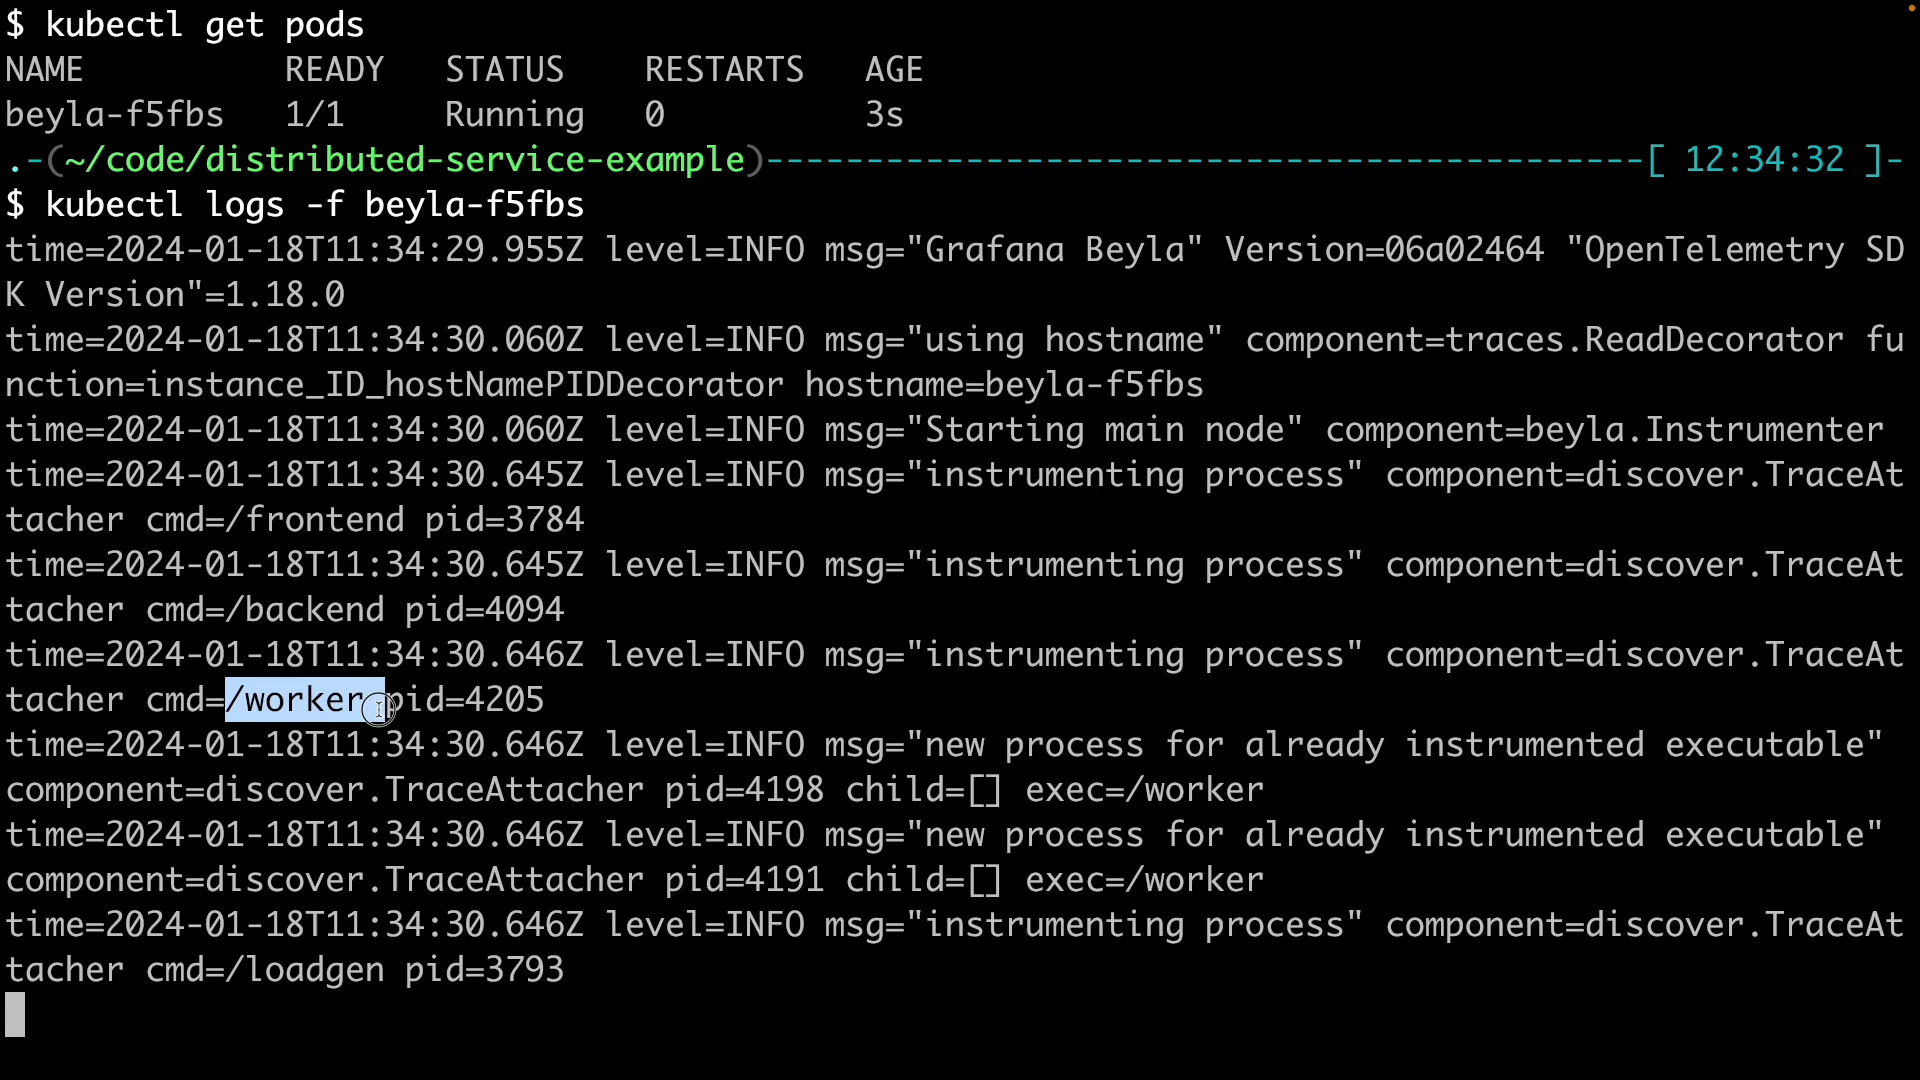 $ kubectl get pods
NAME READY STATUS RESTARTS AGE
beyla-f5fbs 1/1 Running 0 3s
.-(~/code/distributed-service-example)--------------------------------------------[ 12:34:32 ]-
$ kubectl logs -f beyla-f5fbs
time=2024-01-18T11:34:29.955Z level=INFO msg="Grafana Beyla" Version=06a02464 "OpenTelemetry SD
K Version"=1.18.0
time=2024-01-18T11:34:30.060Z level=INFO msg="using hostname" component=traces.ReadDecorator fu
nction=instance_ID_hostNamePIDDecorator hostname=beyla-f5fbs
time=2024-01-18T11:34:30.060Z level=INFO msg="Starting main node" component=beyla.Instrumenter
time=2024-01-18T11:34:30.645Z level=INFO msg="instrumenting process" component=discover.TraceAt
tacher cmd=/frontend pid=3784
time=2024-01-18T11:34:30.645Z level=INFO msg="instrumenting process" component=discover.TraceAt
tacher cmd=/backend pid=4094
time=2024-01-18T11:34:30.646Z level=INFO msg="instrumenting process" component=discover.TraceAt
tacher cmd=/worker pid=4205
time=2024-01-18T11:34:30.646Z level=INFO msg="new process for already instrumented executable"
component=discover.TraceAttacher pid=4198 child=[] exec=/worker
time=2024-01-18T11:34:30.646Z level=INFO msg="new process for already instrumented executable"
component=discover.TraceAttacher pid=4191 child=[] exec=/worker
time=2024-01-18T11:34:30.646Z level=INFO msg="instrumenting process" component=discover.TraceAt
tacher cmd=/loadgen pid=3793